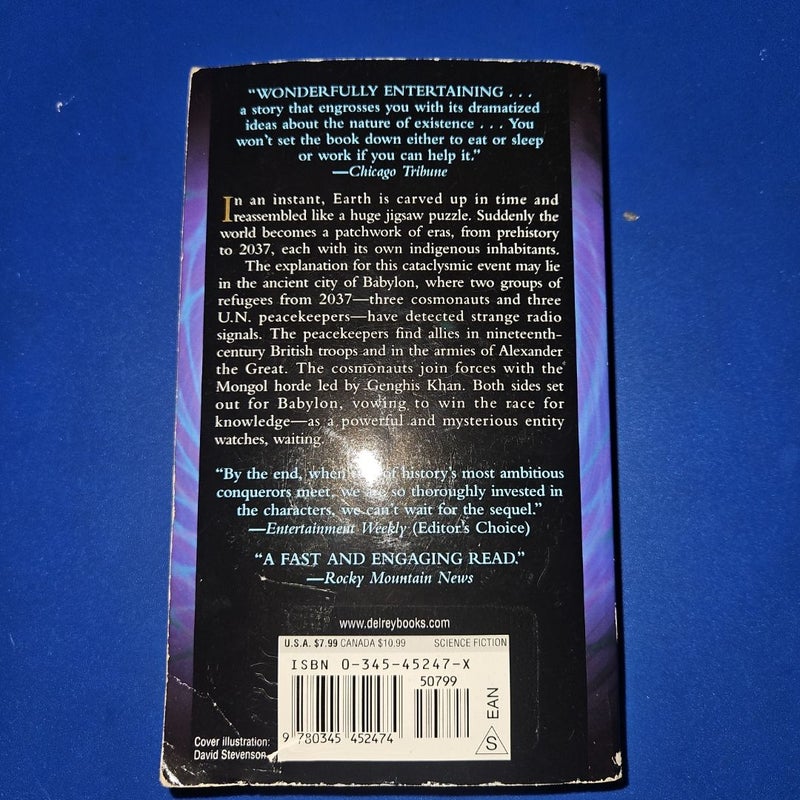 “WONDERFULLY ENTERTAINING . . .
a story that engrosses you with its dramatized
ideas about the nature of existence . . . You
won’t set the book down either to eat or sleep
or work if you can help it.”
—Chicago Tribune
In an instant, Earth is carved up in time and
reassembled like a huge jigsaw puzzle. Suddenly the
world becomes a patchwork of eras, from prehistory
to 2037, each with its own indigenous inhabitants.
The explanation for this cataclysmic event may lie
in the ancient city of Babylon, where two groups of
refugees from 2037—three cosmonauts and three
U.N. peacekeepers—have detected strange radio
signals. The peacekeepers find allies in nineteenth-
century British troops and in the armies of Alexander
the Great. The cosmonauts join forces with the
Mongol horde led by Genghis Khan. Both sides set
out for Babylon, vowing to win the race for
knowledge—as a powerful and mysterious entity
watches, waiting.
“By the end, when of history’s most ambitious
conquerors meet, we are so thoroughly invested in
the characters, we can’t wait for the sequel.”
—Entertainment Weekly (Editor’s Choice)
“A FAST AND ENGAGING READ.”
—Rocky Mountain News
www.delreybooks.com
U.S.A. $7.99 CANADA $10.99 SCIENCE FICTION
ISBN 0-345-45247-X
50799
9 780345 452474
S EAN
Cover illustration:
David Stevenson